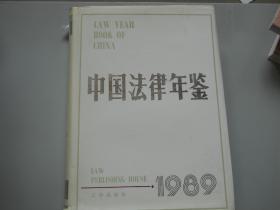 LAW YEAR
BOOK OF
CHINA
中国法律年鉴
LAW
PUBLISHING HOUSE
1989